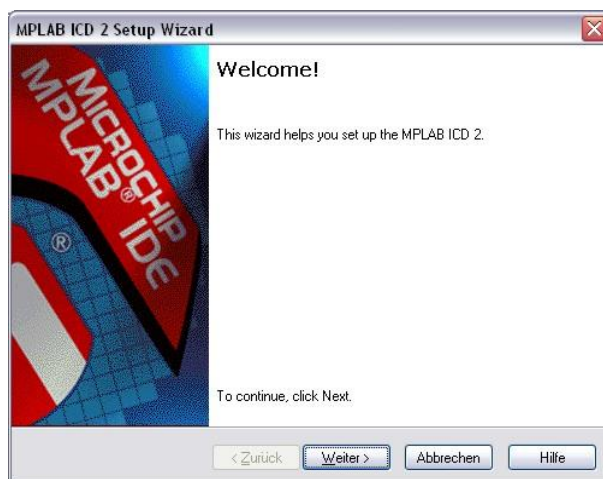 MPLAB ICD 2 Setup Wizard
MICROCHIP
MPLAB® IDE
®
Welcome!
This wizard helps you set up the MPLAB ICD 2.
To continue, click Next.
< Zurück
Weiter >
Abbrechen
Hilfe